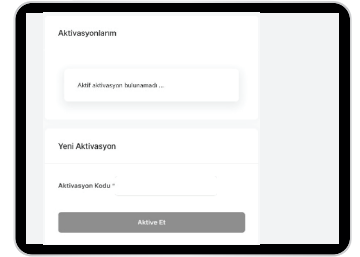 Aktivasyonlarım
Aktif aktivasyon bulunamadı ...
Yeni Aktivasyon
Aktivasyon Kodu *
Aktive Et